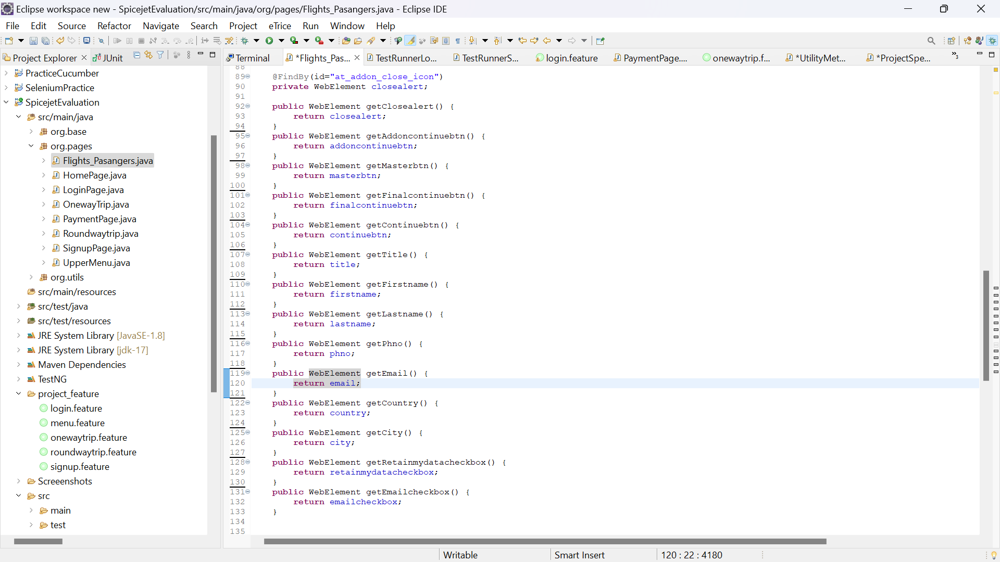 Eclipse workspace new - SpicejetEvaluation/src/main/java/org/pages/Flights_Pasangers.java - Eclipse IDE
File Edit Source Refactor Navigate Search Project eTrice Run Window Help
Project Explorer JUnit
PracticeCucumber
SeleniumPractice
SpicejetEvaluation
src/main/java
org.base
org.pages
Flights_Pasangers.java
HomePage.java
LoginPage.java
OnewayTrip.java
PaymentPage.java
Roundwaytrip.java
SignupPage.java
UpperMenu.java
org.utils
src/main/resources
src/test/java
src/test/resources
JRE System Library [JavaSE-1.8]
JRE System Library [jdk-17]
Maven Dependencies
TestNG
project_feature
login.feature
menu.feature
onewaytrip.feature
roundwaytrip.feature
signup.feature
Screeenshots
src
main
test
Terminal *Flights_Pas... TestRunnerLo... TestRunnerS... login.feature PaymentPage.... onewaytrip.f... *UtilityMet... *ProjectSpe... »3
88
89 @FindBy(id="at_addon_close_icon")
90 private WebElement closealert;
91
92 public WebElement getClosealert() {
93 return closealert;
94 }
95 public WebElement getAddoncontinuebtn() {
96 return addoncontinuebtn;
97 }
98 public WebElement getMasterbtn() {
99 return masterbtn;
100 }
101 public WebElement getFinalcontinuebtn() {
102 return finalcontinuebtn;
103 }
104 public WebElement getContinuebtn() {
105 return continuebtn;
106 }
107 public WebElement getTitle() {
108 return title;
109 }
110 public WebElement getFirstname() {
111 return firstname;
112 }
113 public WebElement getLastname() {
114 return lastname;
115 }
116 public WebElement getPhno() {
117 return phno;
118 }
119 public WebElement getEmail() {
120 return email;
121 }
122 public WebElement getCountry() {
123 return country;
124 }
125 public WebElement getCity() {
126 return city;
127 }
128 public WebElement getRetainmydatacheckbox() {
129 return retainmydatacheckbox;
130 }
131 public WebElement getEmailcheckbox() {
132 return emailcheckbox;
133 }
134
135
Writable Smart Insert 120 : 22 : 4180